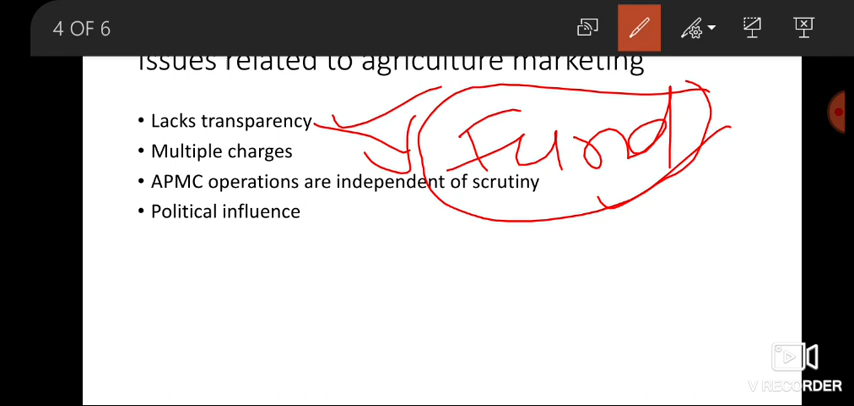 4 OF 6
Issues related to agriculture marketing
• Lacks transparency
Fund
• Multiple charges
• APMC operations are independent of scrutiny
• Political influence
V RECORDER